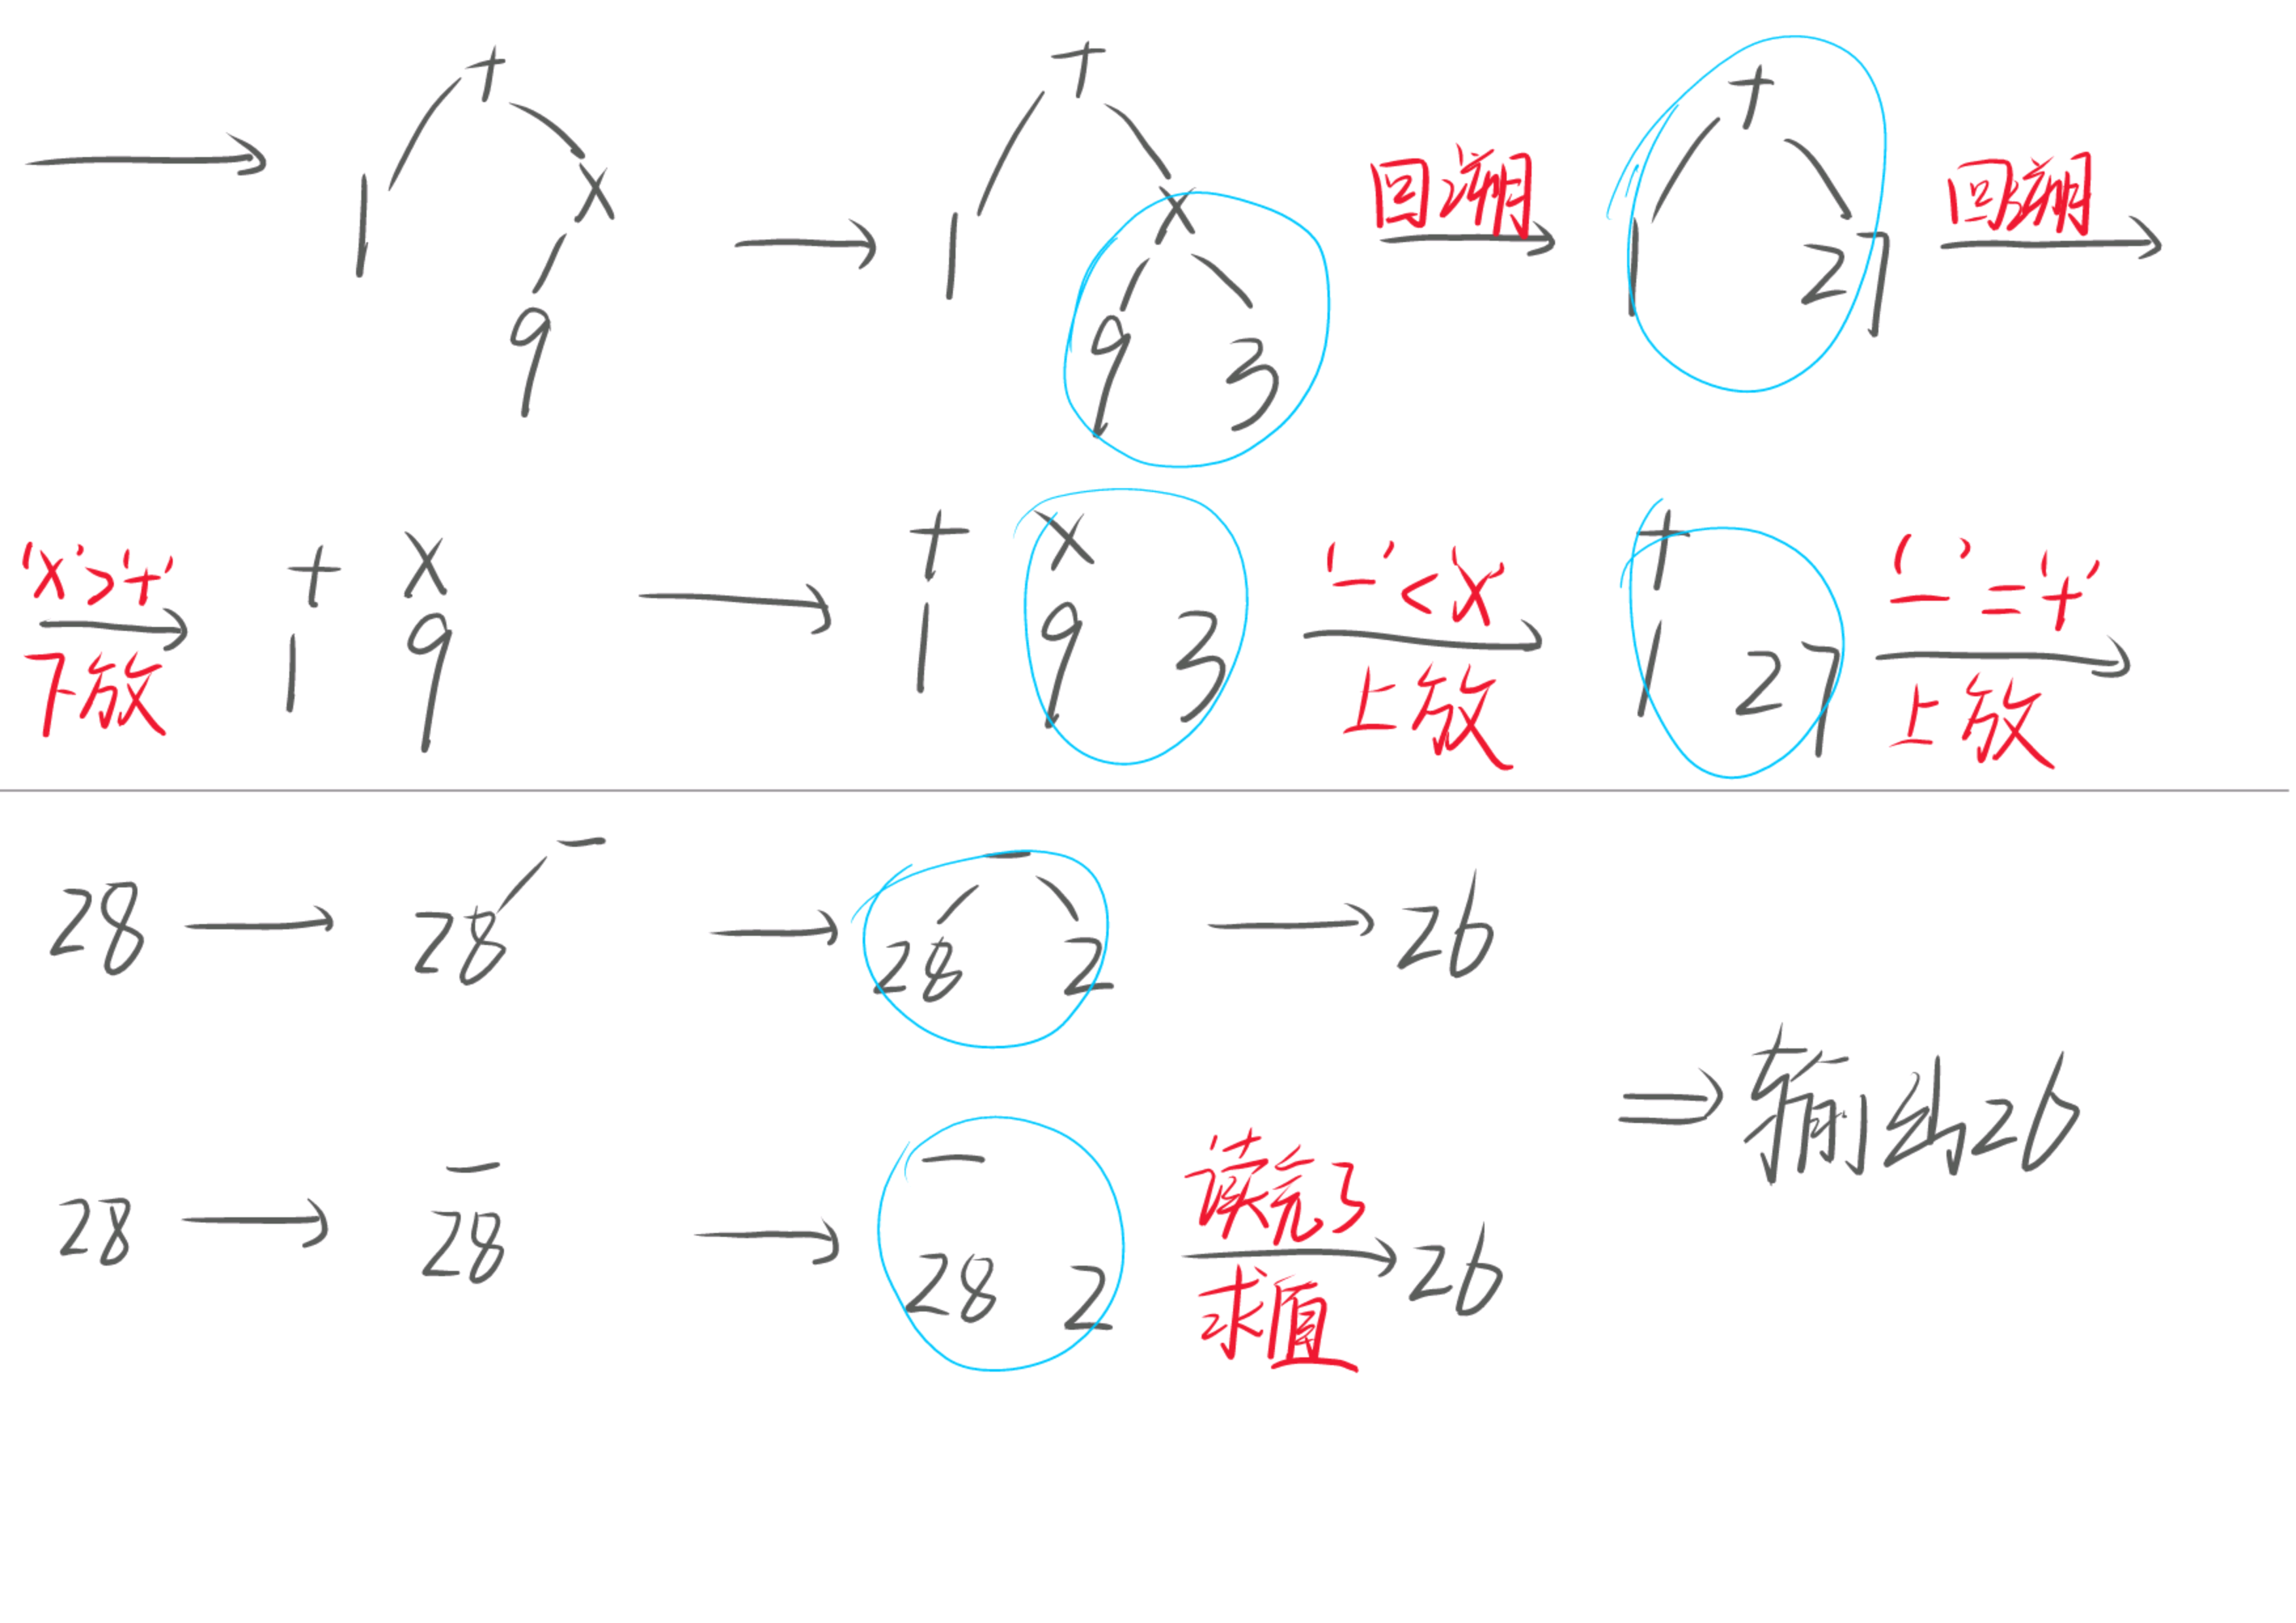 + + +
× × 回溯 回溯
1 1 1 27
9 9 3
'×'>'+' + × + × '-'<'×' + '-'='+'
下放 1 9 1 9 3 上放 1 27 上放
28 28 - 28 - 2 26
输出26
28 - 28 - 28 2 读完了 26
求值